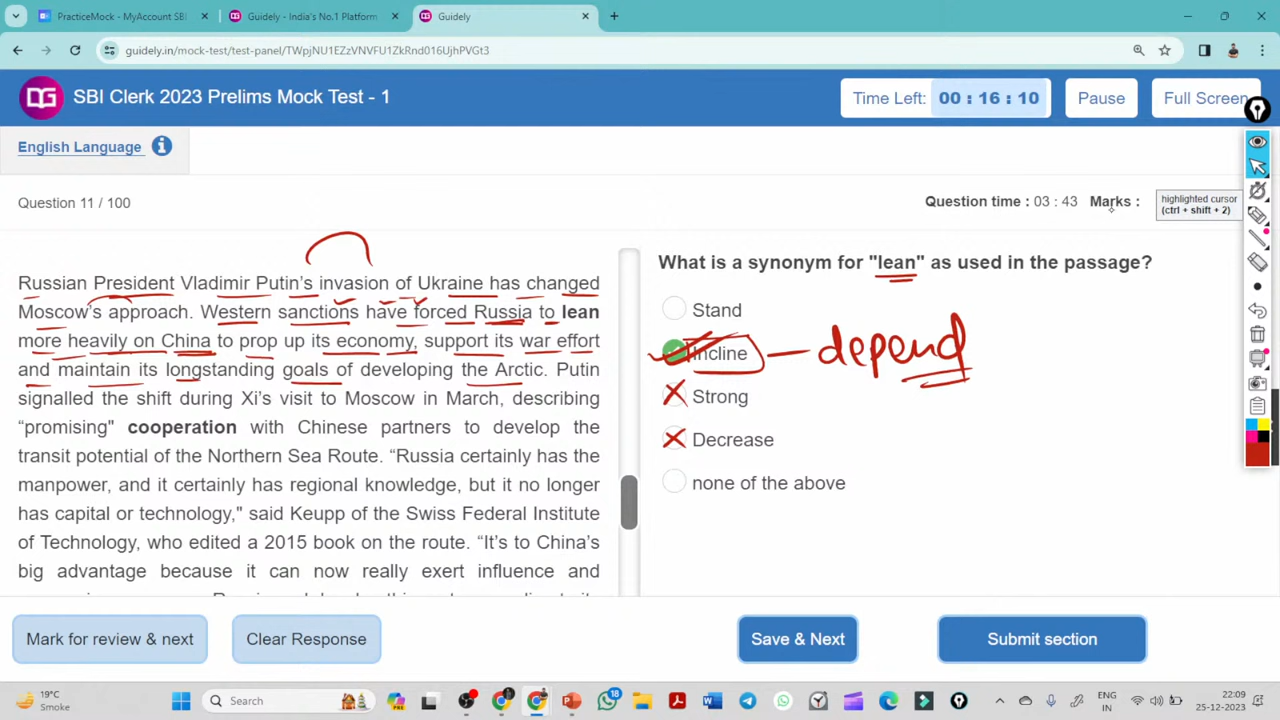 PracticeMock - MyAccount SBI
Guidely - India's No.1 Platform
Guidely
guidely.in/mock-test/test-panel/TWpjNU1EZzVNVFU1ZkRnd016UjhPVGt3
SBI Clerk 2023 Prelims Mock Test - 1
Time Left: 00 : 16 : 10
Pause
Full Screen
English Language
Question 11 / 100
Question time : 03 : 43 Marks :
highlighted cursor
(ctrl + shift + 2)
Russian President Vladimir Putin's invasion of Ukraine has changed
Moscow's approach. Western sanctions have forced Russia to lean
more heavily on China to prop up its economy, support its war effort
and maintain its longstanding goals of developing the Arctic. Putin
signalled the shift during Xi's visit to Moscow in March, describing
“promising" cooperation with Chinese partners to develop the
transit potential of the Northern Sea Route. “Russia certainly has the
manpower, and it certainly has regional knowledge, but it no longer
has capital or technology," said Keupp of the Swiss Federal Institute
of Technology, who edited a 2015 book on the route. “It's to China's
big advantage because it can now really exert influence and
What is a synonym for "lean" as used in the passage?
Stand
Incline
depend
Strong
Decrease
none of the above
Mark for review & next
Clear Response
Save & Next
Submit section
19°C
Smoke
Search
18
ENG
IN
22:09
25-12-2023